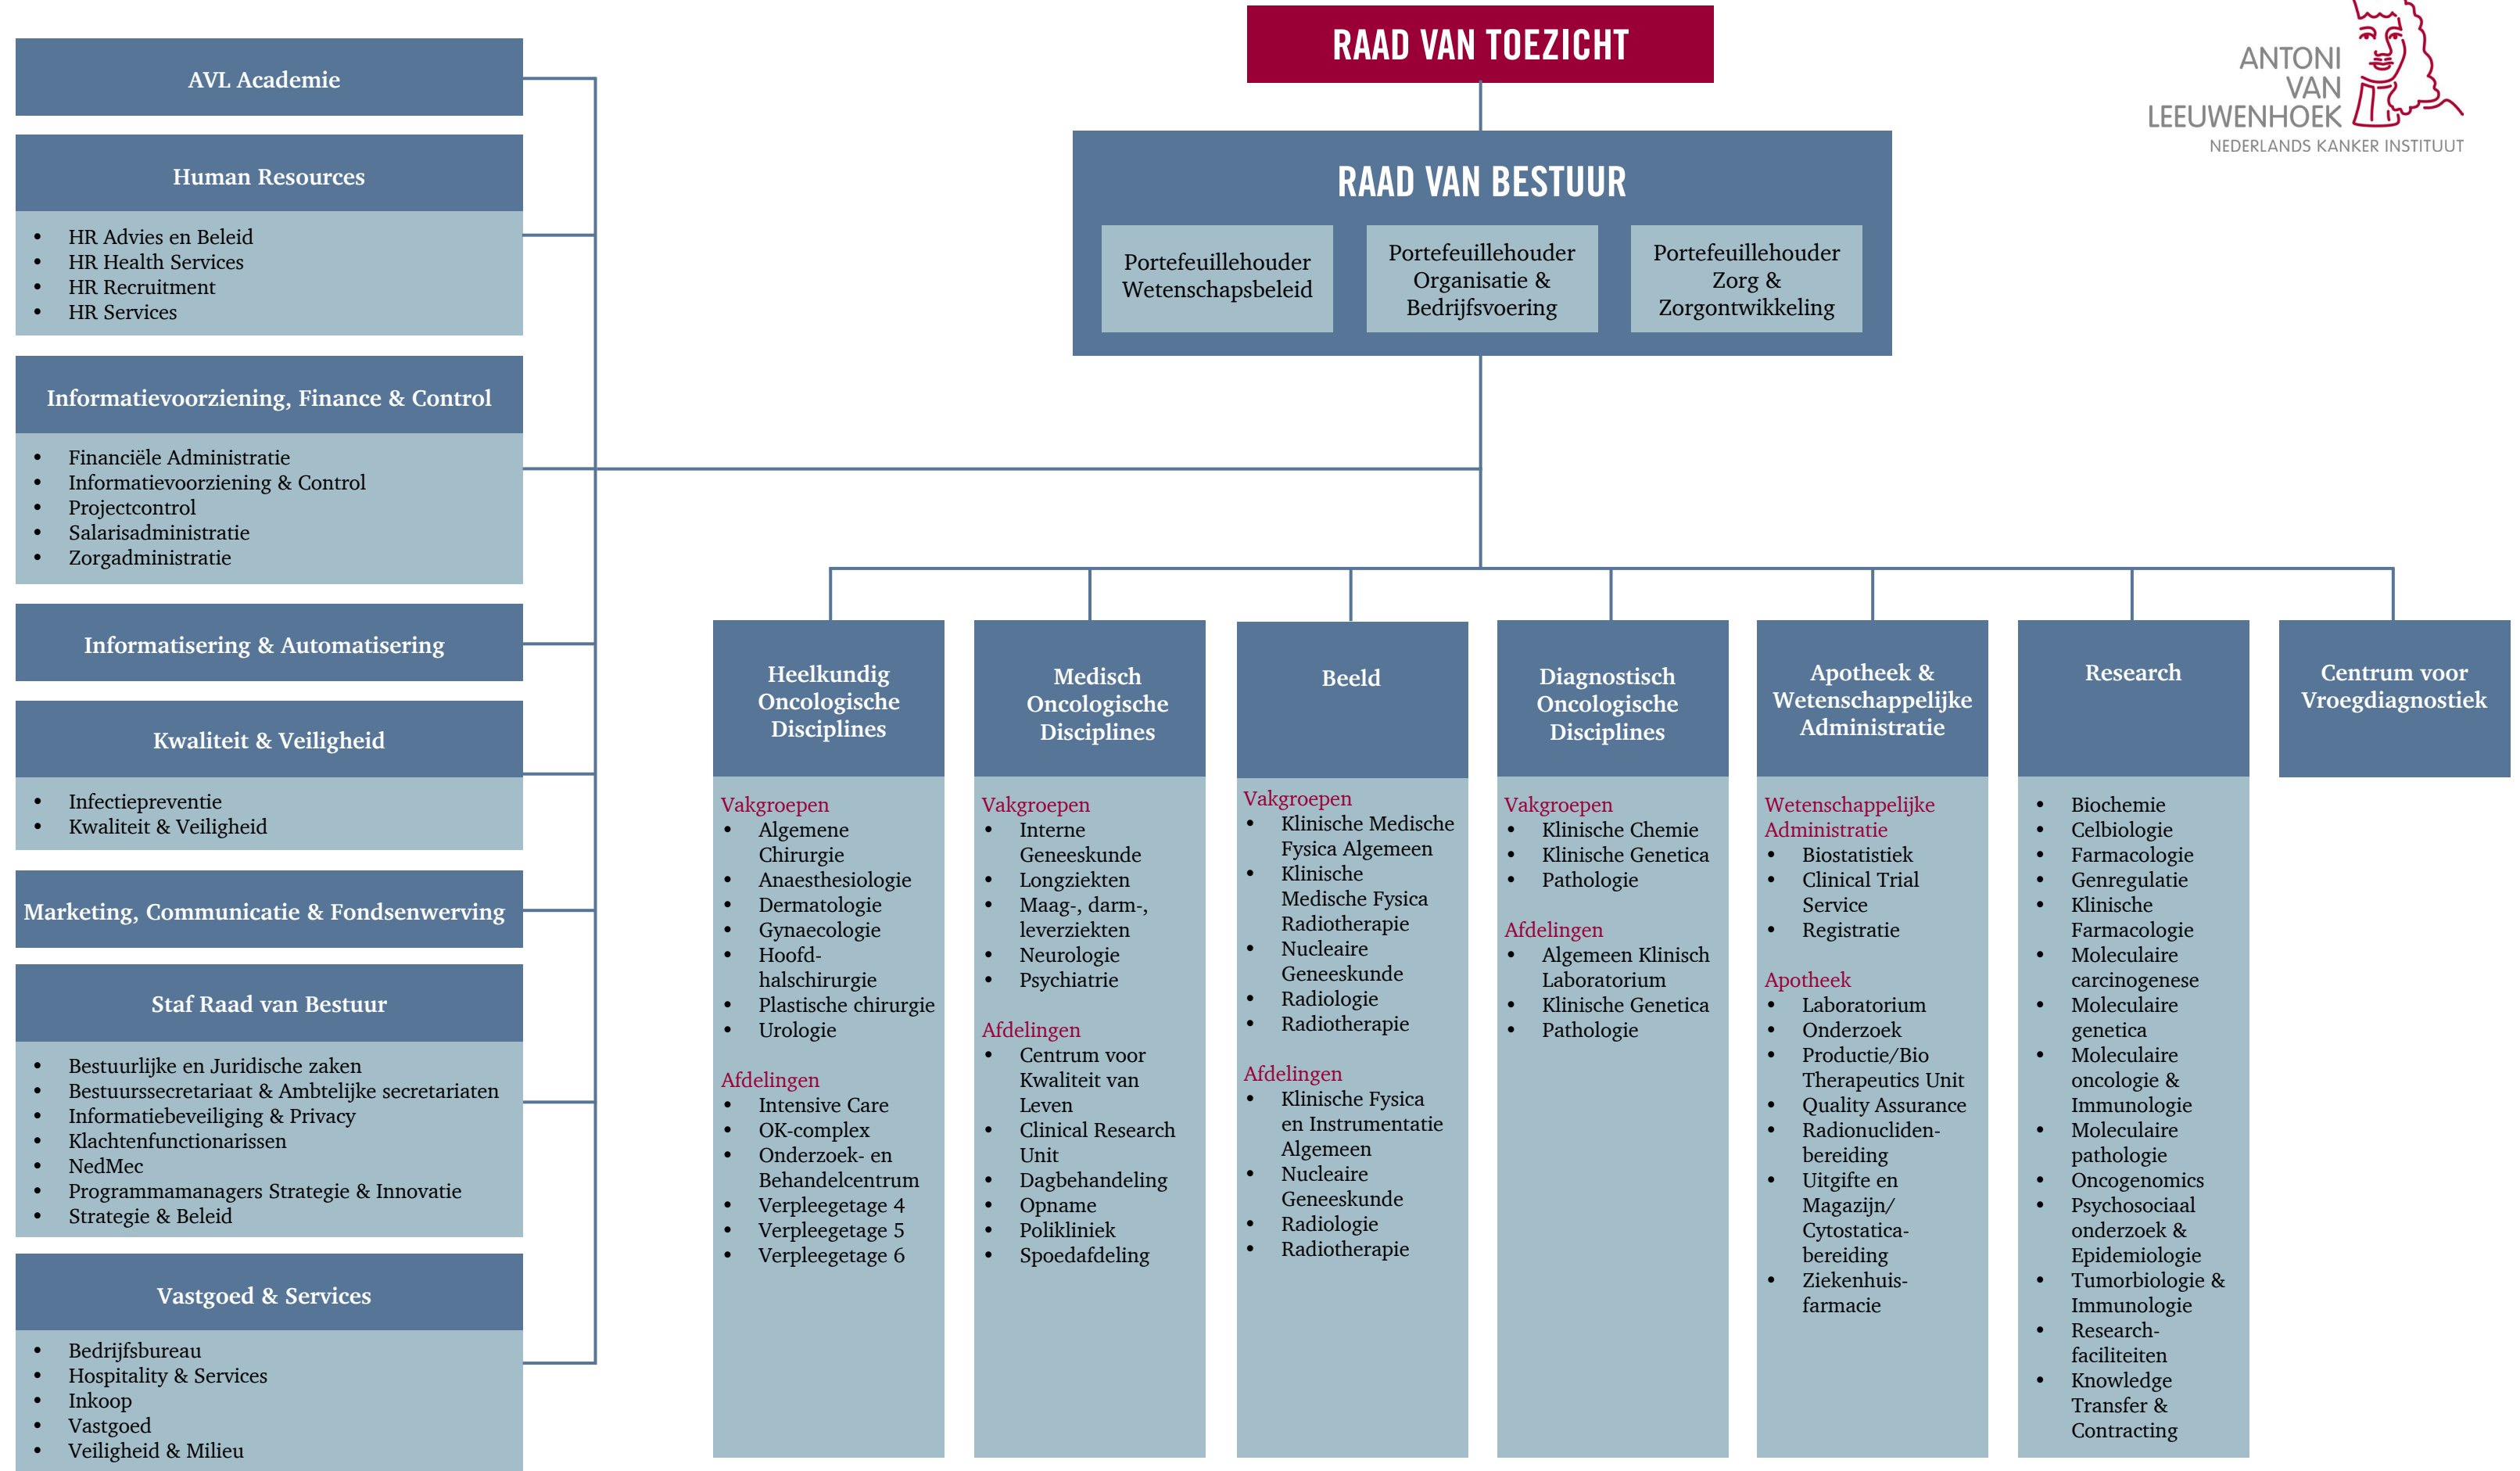 RAAD VAN TOEZICHT
ANTONI
VAN
LEEUWENHOEK
NEDERLANDS KANKER INSTITUUT
RAAD VAN BESTUUR
Portefeuillehouder
Wetenschapsbeleid
Portefeuillehouder
Organisatie &
Bedrijfsvoering
Portefeuillehouder
Zorg &
Zorgontwikkeling
AVL Academie
Human Resources
• HR Advies en Beleid
• HR Health Services
• HR Recruitment
• HR Services
Informatievoorziening, Finance & Control
• Financiële Administratie
• Informatievoorziening & Control
• Projectcontrol
• Salarisadministratie
• Zorgadministratie
Informatisering & Automatisering
Kwaliteit & Veiligheid
• Infectiepreventie
• Kwaliteit & Veiligheid
Marketing, Communicatie & Fondsenwerving
Staf Raad van Bestuur
• Bestuurlijke en Juridische zaken
• Bestuurssecretariaat & Ambtelijke secretariaten
• Informatiebeveiliging & Privacy
• Klachtenfunctionarissen
• NedMec
• Programmamanagers Strategie & Innovatie
• Strategie & Beleid
Vastgoed & Services
• Bedrijfsbureau
• Hospitality & Services
• Inkoop
• Vastgoed
• Veiligheid & Milieu
Heelkundig
Oncologische
Disciplines
Vakgroepen
• Algemene
Chirurgie
• Anaesthesiologie
• Dermatologie
• Gynaecologie
• Hoofd-
halschirurgie
• Plastische chirurgie
• Urologie
Afdelingen
• Intensive Care
• OK-complex
• Onderzoek- en
Behandelcentrum
• Verpleegetage 4
• Verpleegetage 5
• Verpleegetage 6
Medisch
Oncologische
Disciplines
Vakgroepen
• Interne
Geneeskunde
• Longziekten
• Maag-, darm-,
leverziekten
• Neurologie
• Psychiatrie
Afdelingen
• Centrum voor
Kwaliteit van
Leven
• Clinical Research
Unit
• Dagbehandeling
• Opname
• Polikliniek
• Spoedafdeling
Beeld
Vakgroepen
• Klinische Medische
Fysica Algemeen
• Klinische
Medische Fysica
Radiotherapie
• Nucleaire
Geneeskunde
• Radiologie
• Radiotherapie
Afdelingen
• Klinische Fysica
en Instrumentatie
Algemeen
• Nucleaire
Geneeskunde
• Radiologie
• Radiotherapie
Diagnostisch
Oncologische
Disciplines
Vakgroepen
• Klinische Chemie
• Klinische Genetica
• Pathologie
Afdelingen
• Algemeen Klinisch
Laboratorium
• Klinische Genetica
• Pathologie
Apotheek &
Wetenschappelijke
Administratie
Wetenschappelijke
Administratie
• Biostatistiek
• Clinical Trial
Service
• Registratie
Apotheek
• Laboratorium
• Onderzoek
• Productie/Bio
Therapeutics Unit
• Quality Assurance
• Radionucliden-
bereiding
• Uitgifte en
Magazijn/
Cytostatica-
bereiding
• Ziekenhuis-
farmacie
Research
• Biochemie
• Celbiologie
• Farmacologie
• Genregulatie
• Klinische
Farmacologie
• Moleculaire
carcinogenese
• Moleculaire
genetica
• Moleculaire
oncologie &
Immunologie
• Moleculaire
pathologie
• Oncogenomics
• Psychosociaal
onderzoek &
Epidemiologie
• Tumorbiologie &
Immunologie
• Research-
faciliteiten
• Knowledge
Transfer &
Contracting
Centrum voor
Vroegdiagnostiek